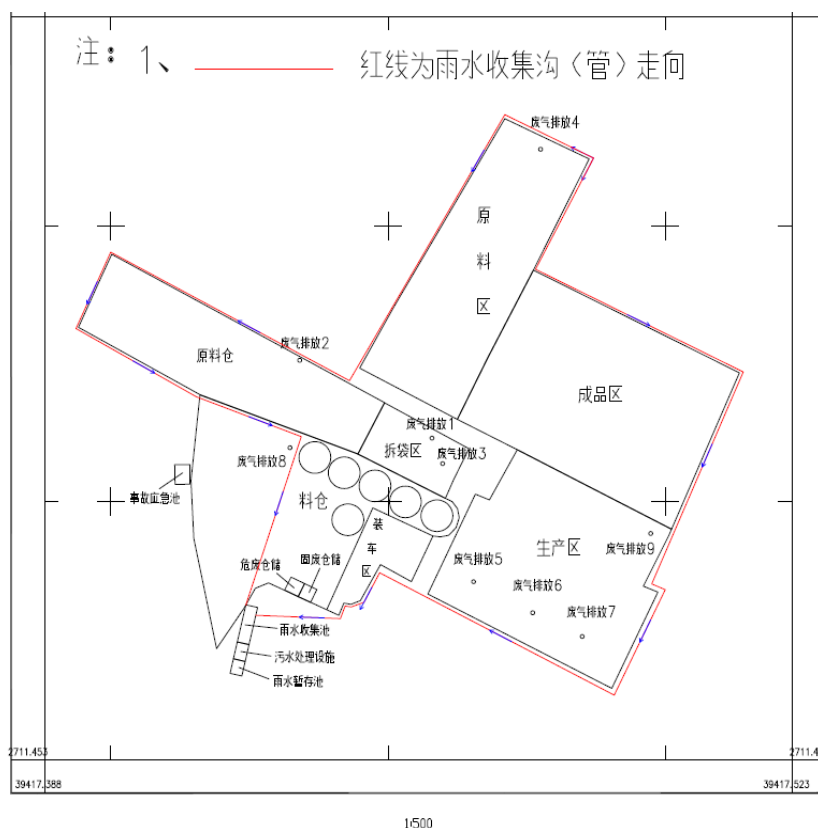 注：1、 红线为雨水收集沟（管）走向
废气排放4
原料区
原料仓
废气排放2
成品区
废气排放1
拆袋区
废气排放3
废气排放8
事故应急池
料仓
装车区
生产区
废气排放9
危废仓储
固废仓储
废气排放5
废气排放6
废气排放7
雨水收集池
污水处理设施
雨水暂存池
2711.453
2711.4
39417.388
39417.523
1:500